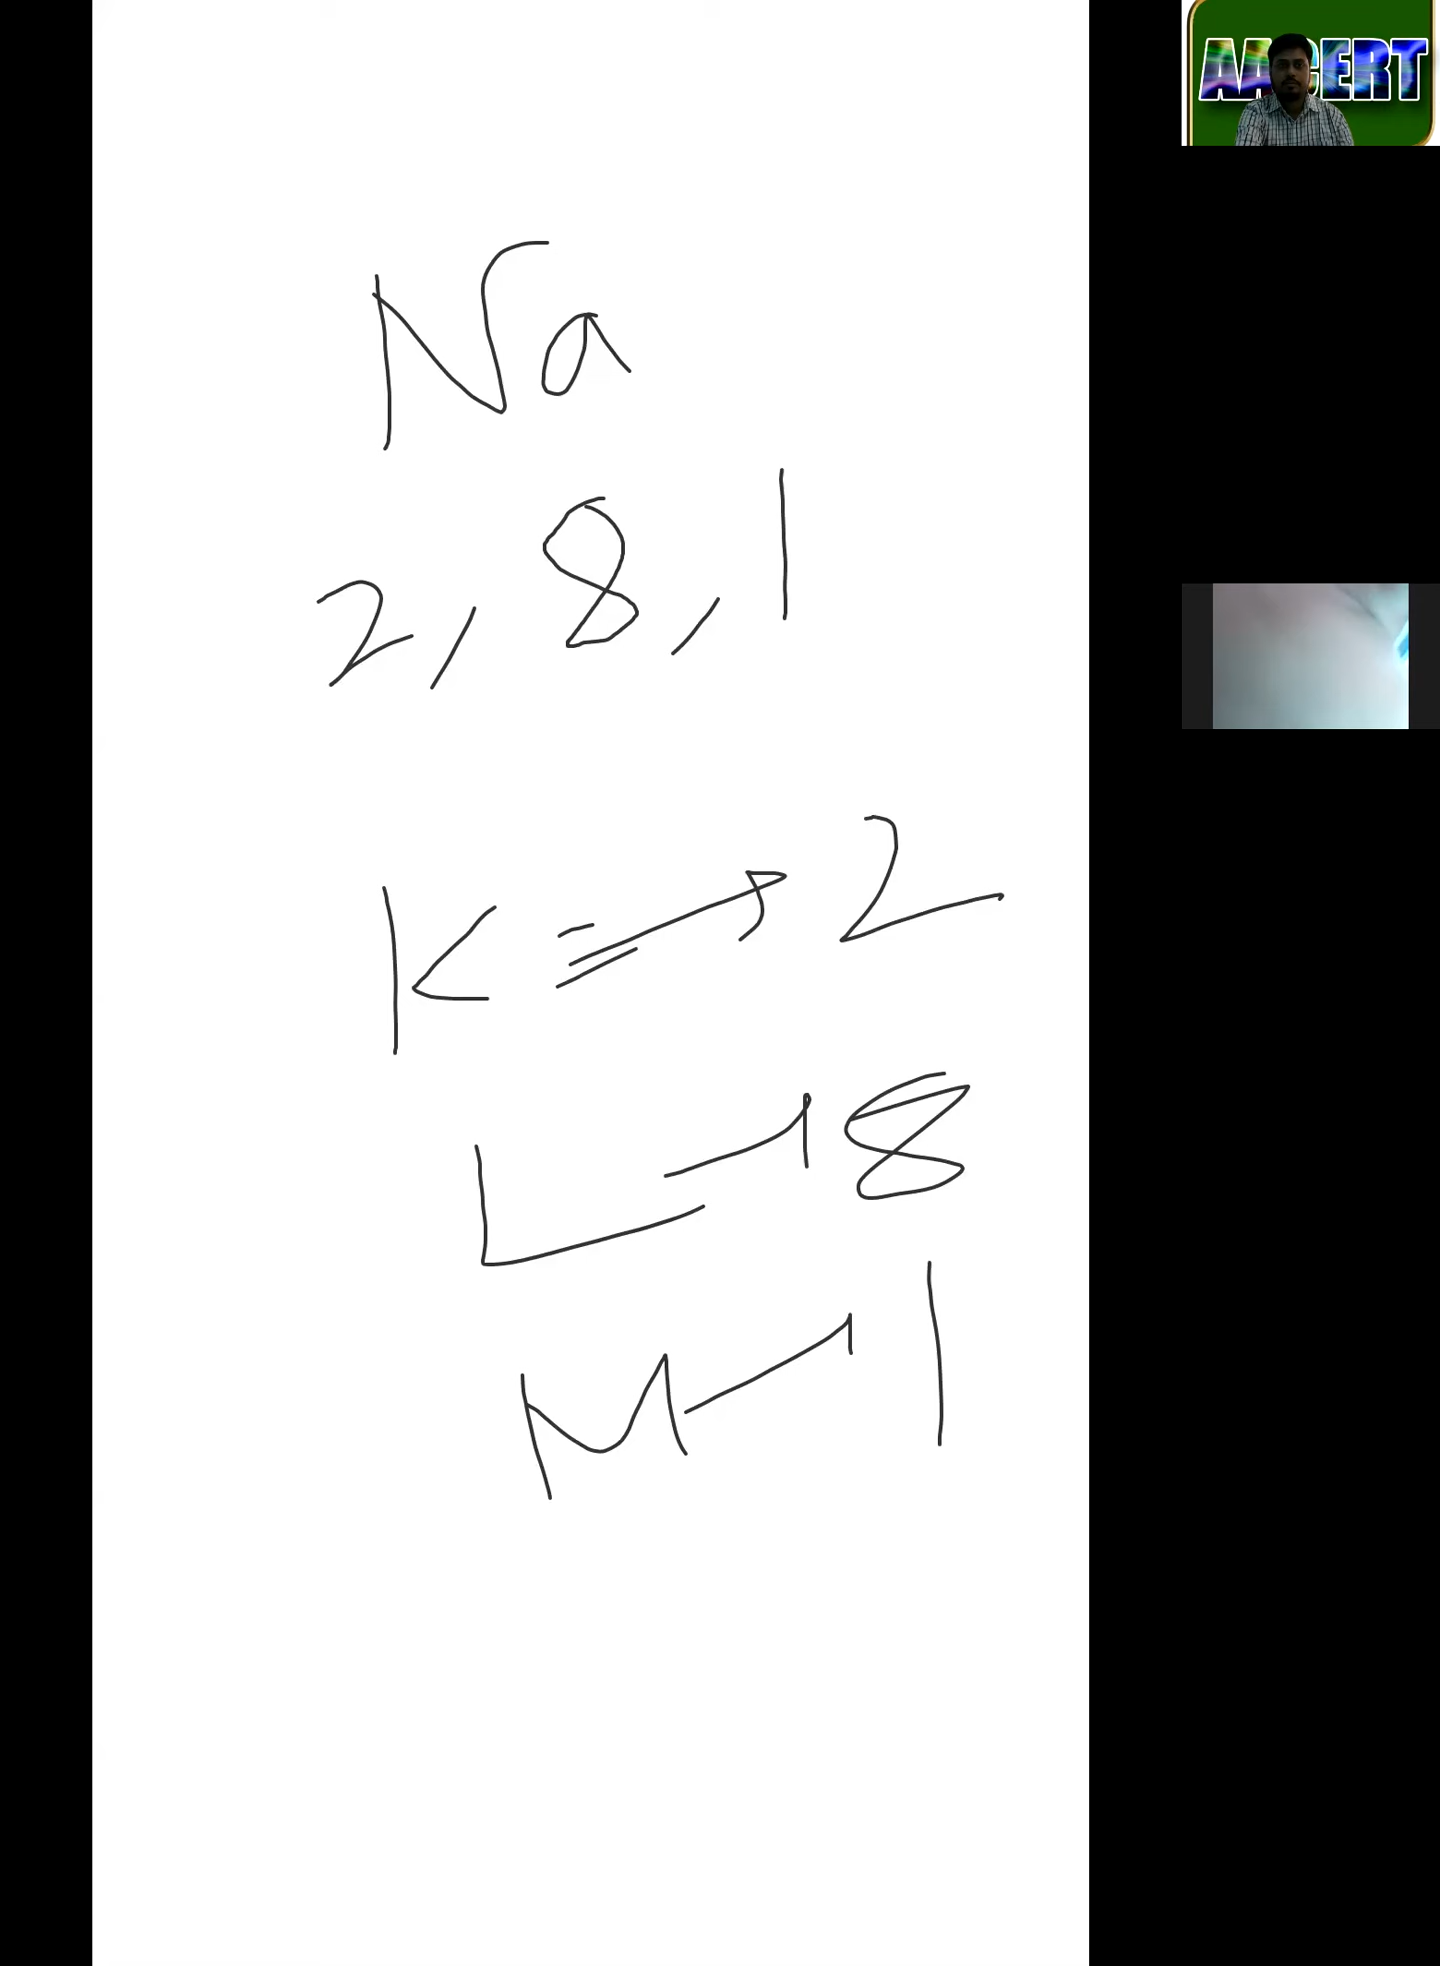 AACERT
Na
2, 8, 1
K → 2
L → 8
M → 1